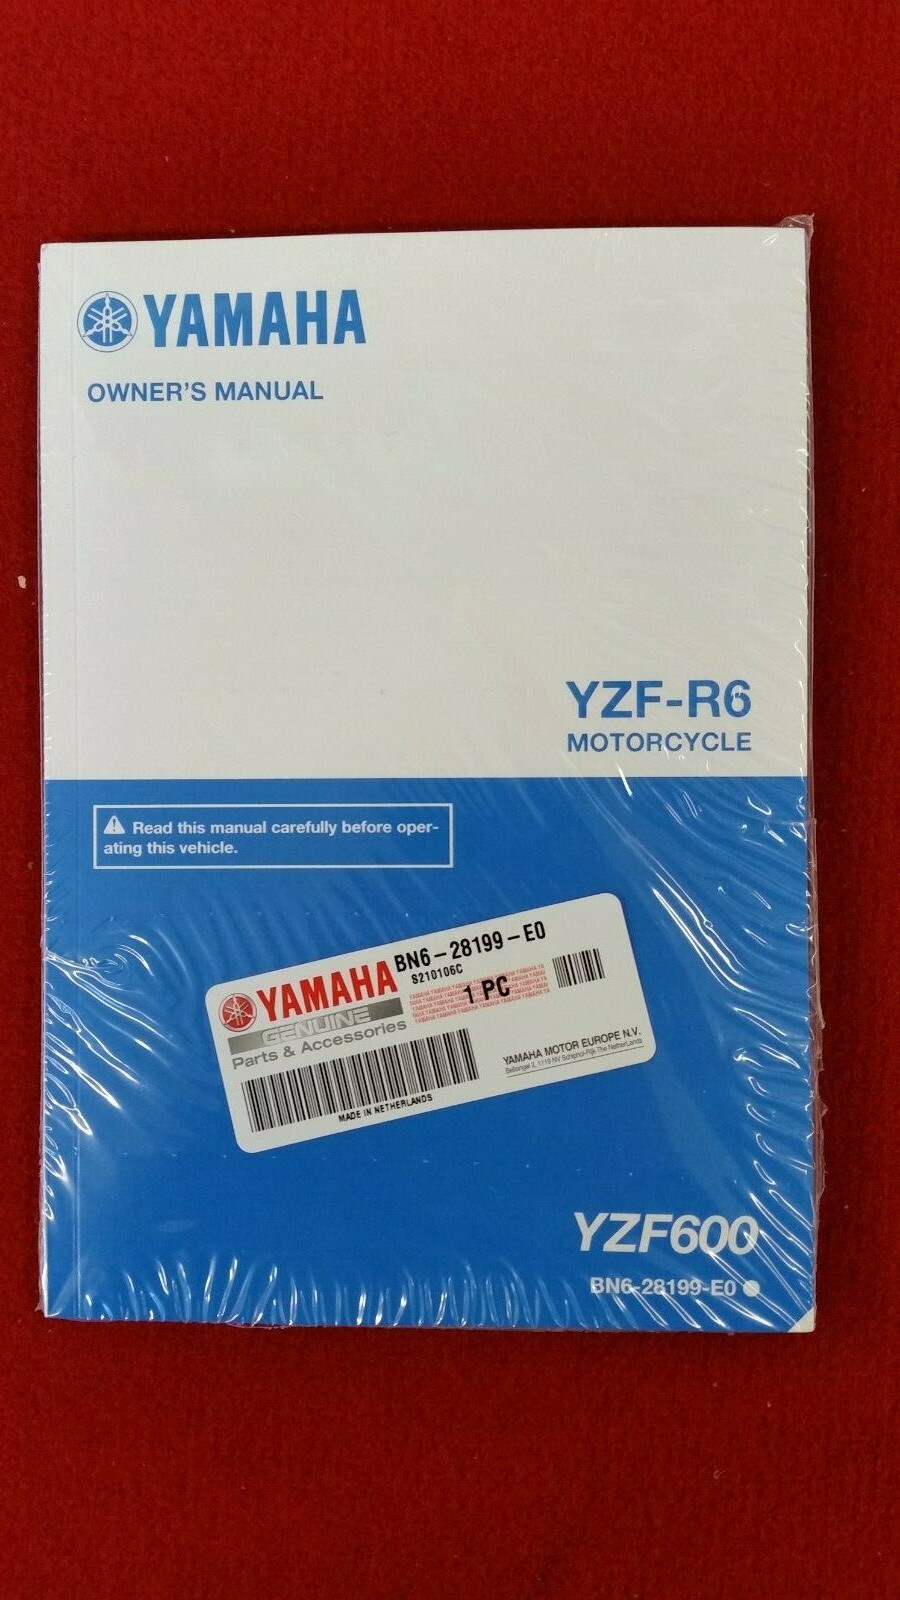 YAMAHA
OWNER'S MANUAL
YZF-R6
MOTORCYCLE
Read this manual carefully before oper-
ating this vehicle.
BN6-28199-E0
S210106C
YAMAHA
GENUINE
Parts & Accessories
1 PC
YAMAHA MOTOR EUROPE N.V.
MADE IN NETHERLANDS
YZF600
BN6-28199-E0